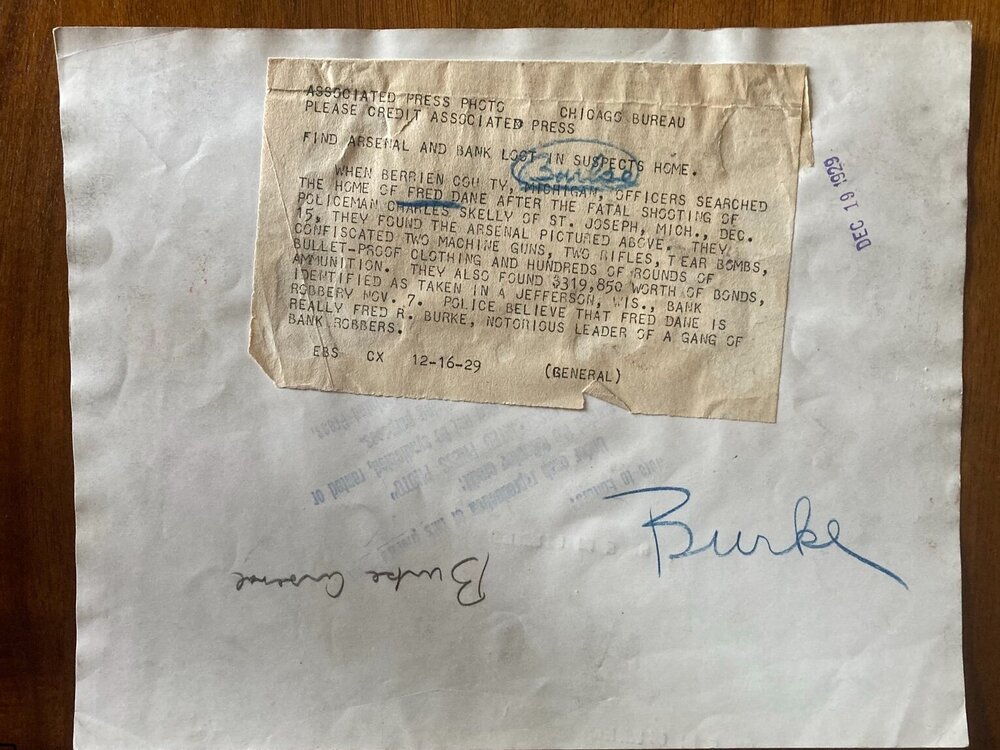 ASSOCIATED PRESS PHOTO CHICAGO BUREAU
PLEASE CREDIT ASSOCIATED PRESS
FIND ARSENAL AND BANK LOOT IN SUSPECTS HOME.
Burke
WHEN BERRIEN COUNTY, MICHIGAN, OFFICERS SEARCHED
THE HOME OF FRED DANE AFTER THE FATAL SHOOTING OF
POLICEMAN CHARLES SKELLY OF ST. JOSEPH, MICH., DEC.
15, THEY FOUND THE ARSENAL PICTURED ABOVE. THEY
CONFISCATED TWO MACHINE GUNS, TWO RIFLES, TEAR BOMBS,
BULLET-PROOF CLOTHING AND HUNDREDS OF ROUNDS OF
AMMUNITION. THEY ALSO FOUND $319,850 WORTH OF BONDS,
IDENTIFIED AS TAKEN IN A JEFFERSON, WIS., BANK
ROBBERY NOV. 7. POLICE BELIEVE THAT FRED DANE IS
REALLY FRED R. BURKE, NOTORIOUS LEADER OF A GANG OF
BANK ROBBERS.
EBS CX 12-16-29 (GENERAL)
DEC 19 1929
Burke
Burke Arsenal